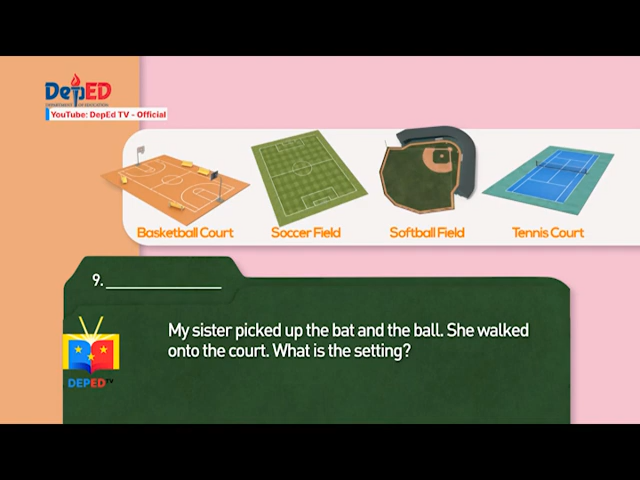 DepED
DEPARTMENT OF EDUCATION
YouTube: DepEd TV - Official
Basketball Court Soccer Field Softball Field Tennis Court
9. _______________
My sister picked up the bat and the ball. She walked
onto the court. What is the setting?
DEPED TV